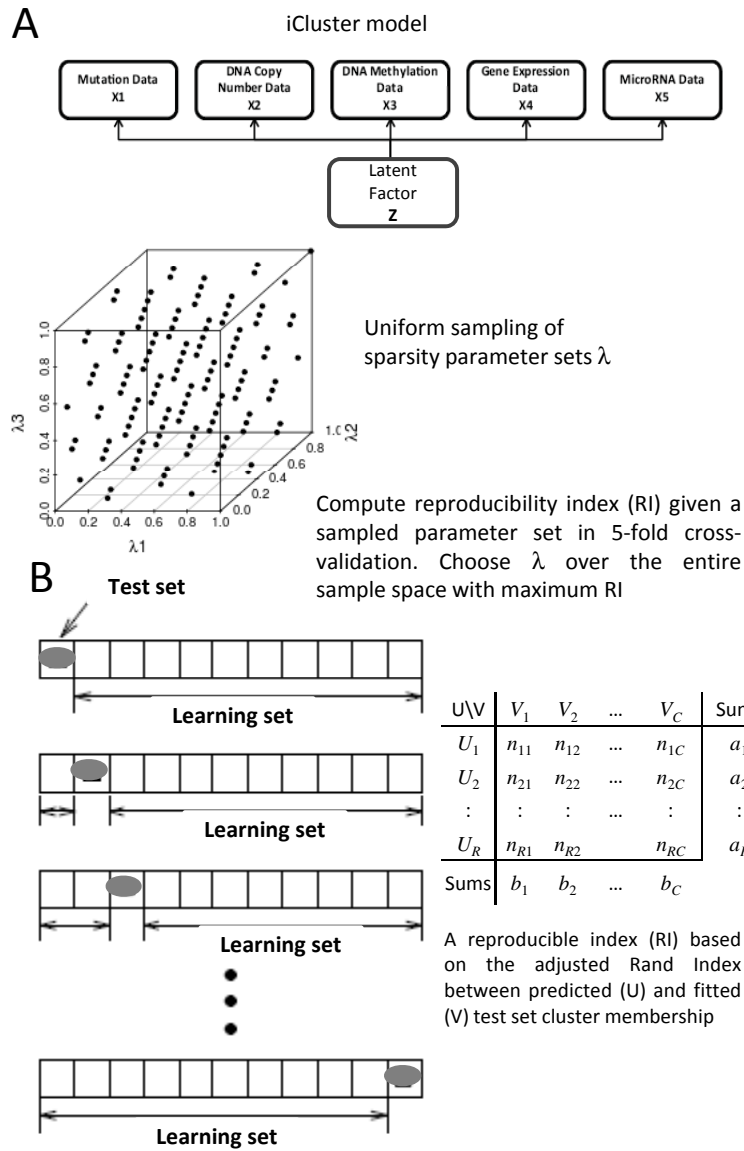 A
iCluster model
Mutation Data
X1
DNA Copy
Number Data
X2
DNA Methylation
Data
X3
Gene Expression
Data
X4
MicroRNA Data
X5
Latent
Factor
Z
Uniform sampling of
sparsity parameter sets λ
λ3
0.0 0.2 0.4 0.6 0.8 1.0
λ1
0.0 0.2 0.4 0.6 0.8 1.0
λ2
0.0 0.2 0.4 0.6 0.8 1.0
Compute reproducibility index (RI) given a
sampled parameter set in 5-fold cross-
validation. Choose λ over the entire
sample space with maximum RI
B
Test set
Learning set
Learning set
Learning set
Learning set
U\V V1 V2 ... VC Sum
U1 n11 n12 ... n1C a1
U2 n21 n22 ... n2C a2
: : : ... : :
UR nR1 nR2 nRC aR
Sums b1 b2 ... bC
A reproducible index (RI) based
on the adjusted Rand Index
between predicted (U) and fitted
(V) test set cluster membership